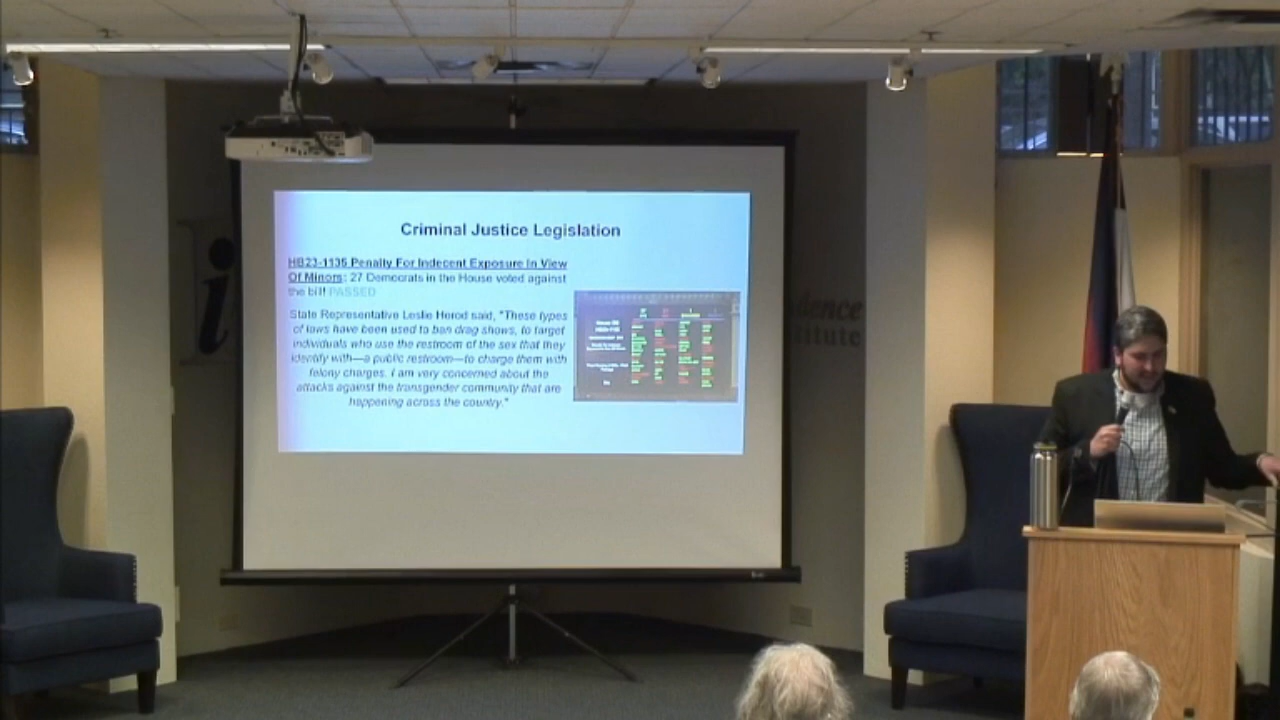 Criminal Justice Legislation
HB23-1135 Penalty For Indecent Exposure In View
Of Minors: 27 Democrats in the House voted against
the bill! PASSED
State Representative Leslie Herod said, "These types
of laws have been used to ban drag shows, to target
individuals who use the restroom of the sex that they
identify with—a public restroom—to charge them with
felony charges. I am very concerned about the
attacks against the transgender community that are
happening across the country."